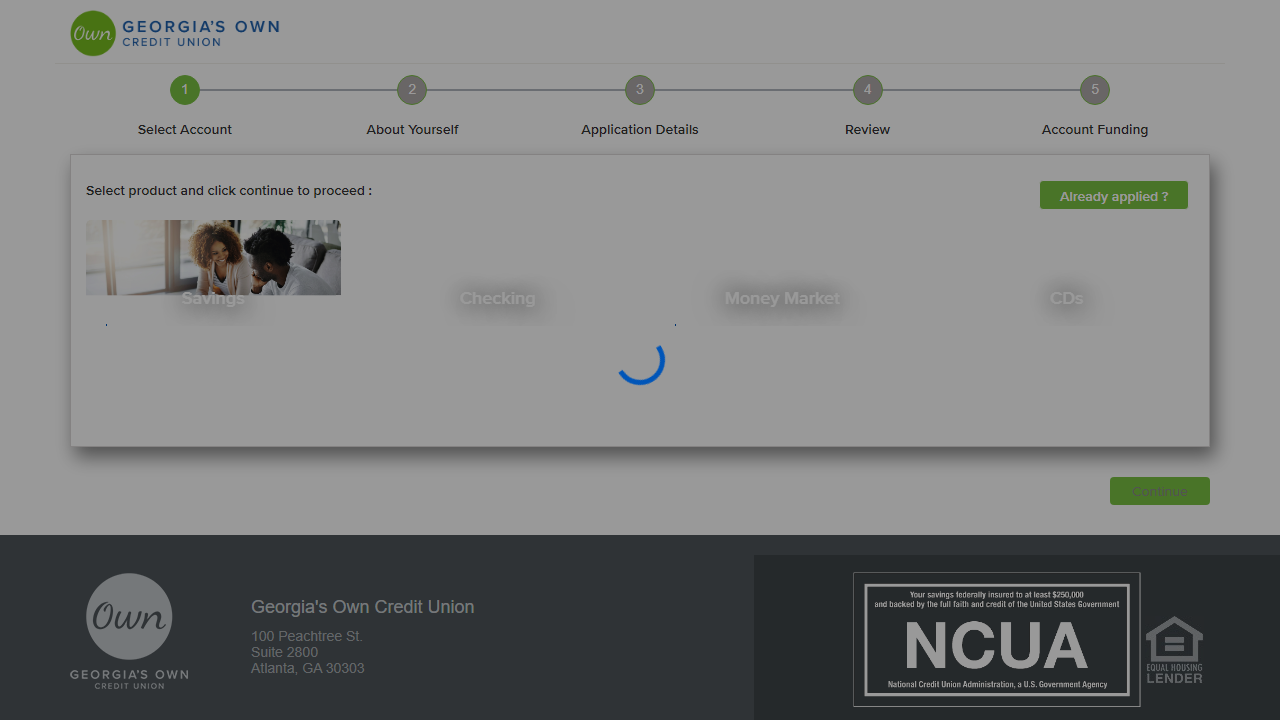 Own
GEORGIA'S OWN
CREDIT UNION
1
2
3
4
5
Select Account
About Yourself
Application Details
Review
Account Funding
Select product and click continue to proceed :
Already applied ?
Savings
Checking
Money Market
CDs
Continue
Own
GEORGIA'S OWN
CREDIT UNION
Georgia's Own Credit Union
100 Peachtree St.
Suite 2800
Atlanta, GA 30303
Your savings federally insured to at least $250,000
and backed by the full faith and credit of the United States Government
NCUA
National Credit Union Administration, a U.S. Government Agency
EQUAL HOUSING
LENDER